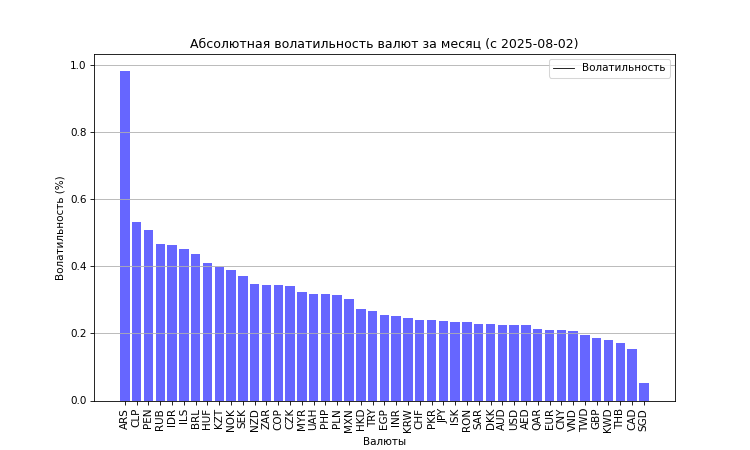 Абсолютная волатильность валют за месяц (с 2025-08-02)
Волатильность
1.0
0.8
0.6
0.4
0.2
0.0
Волатильность (%)
ARS CLP PEN RUB IDR ILS BRL HUF KZT NOK SEK NZD ZAR COP CZK MYR UAH PHP PLN MXN HKD TRY EGP INR KRW CHF PKR JPY ISK RON SAR DKK AUD USD AED QAR EUR CNY VND TWD GBP KWD THB CAD SGD
Валюты